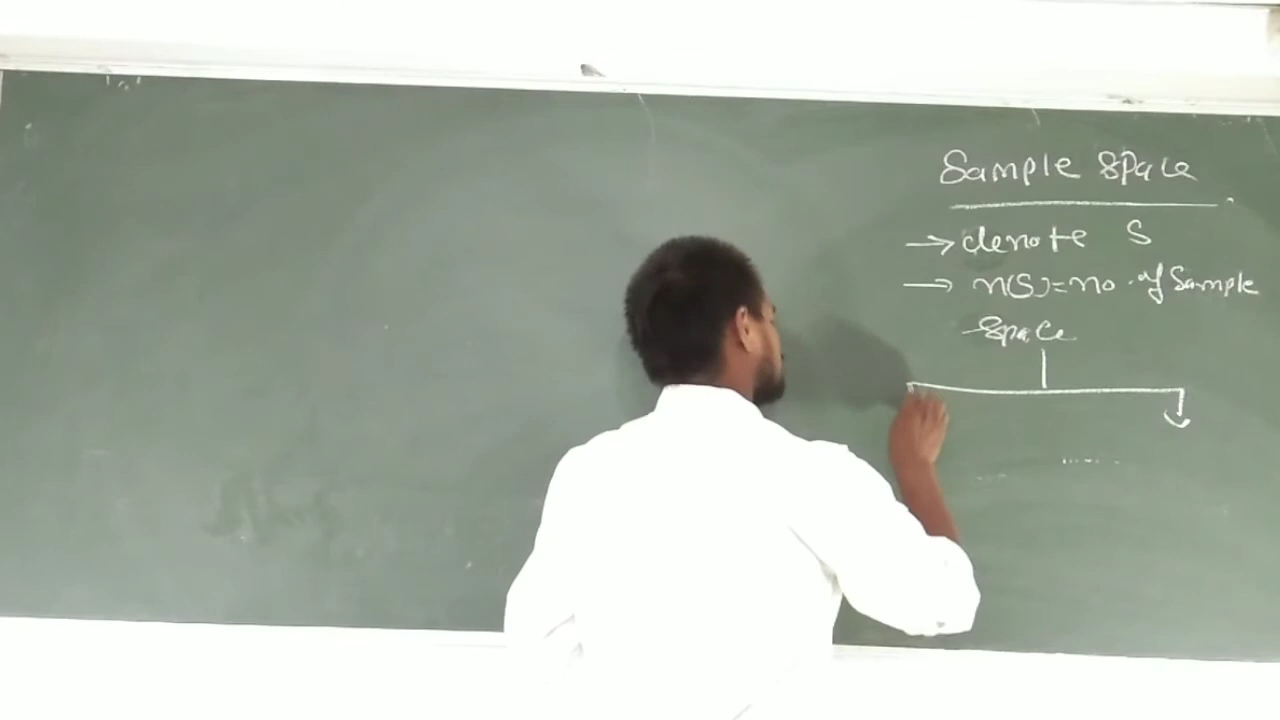 Sample Space
→ denote S
→ n(S)=no. of Sample
Space